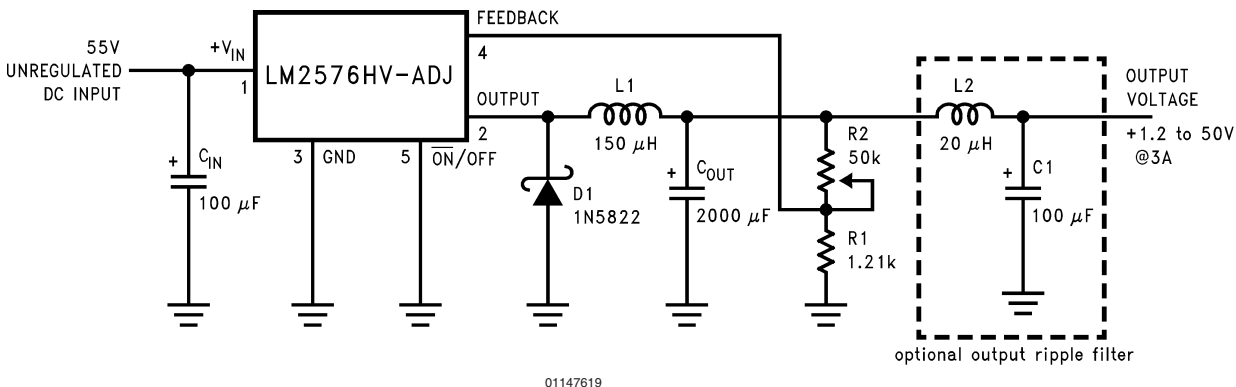 FEEDBACK
4
55V
UNREGULATED
DC INPUT
+VIN
1
LM2576HV-ADJ
OUTPUT
2
3 GND
5 ON/OFF
+ CIN
100 μF
D1
1N5822
L1
150 μH
+ COUT
2000 μF
R2
50k
R1
1.21k
L2
20 μH
+ C1
100 μF
OUTPUT
VOLTAGE
+1.2 to 50V
@3A
optional output ripple filter
01147619